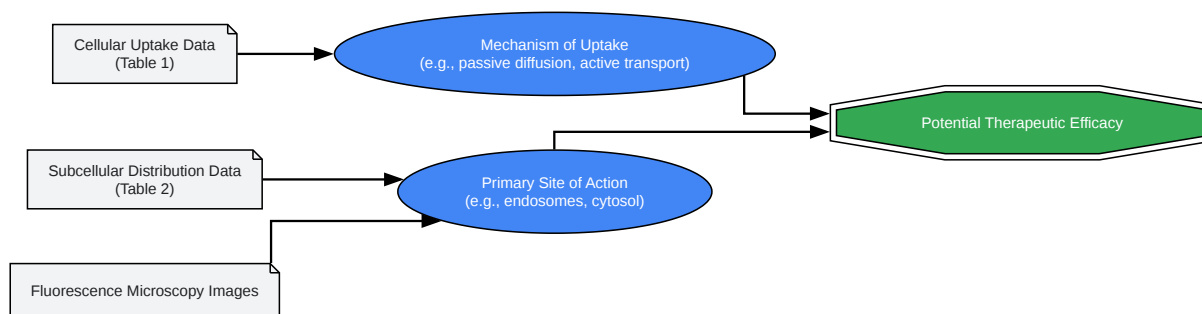 Cellular Uptake Data
(Table 1)
Mechanism of Uptake
(e.g., passive diffusion, active transport)
Potential Therapeutic Efficacy
Subcellular Distribution Data
(Table 2)
Primary Site of Action
(e.g., endosomes, cytosol)
Fluorescence Microscopy Images